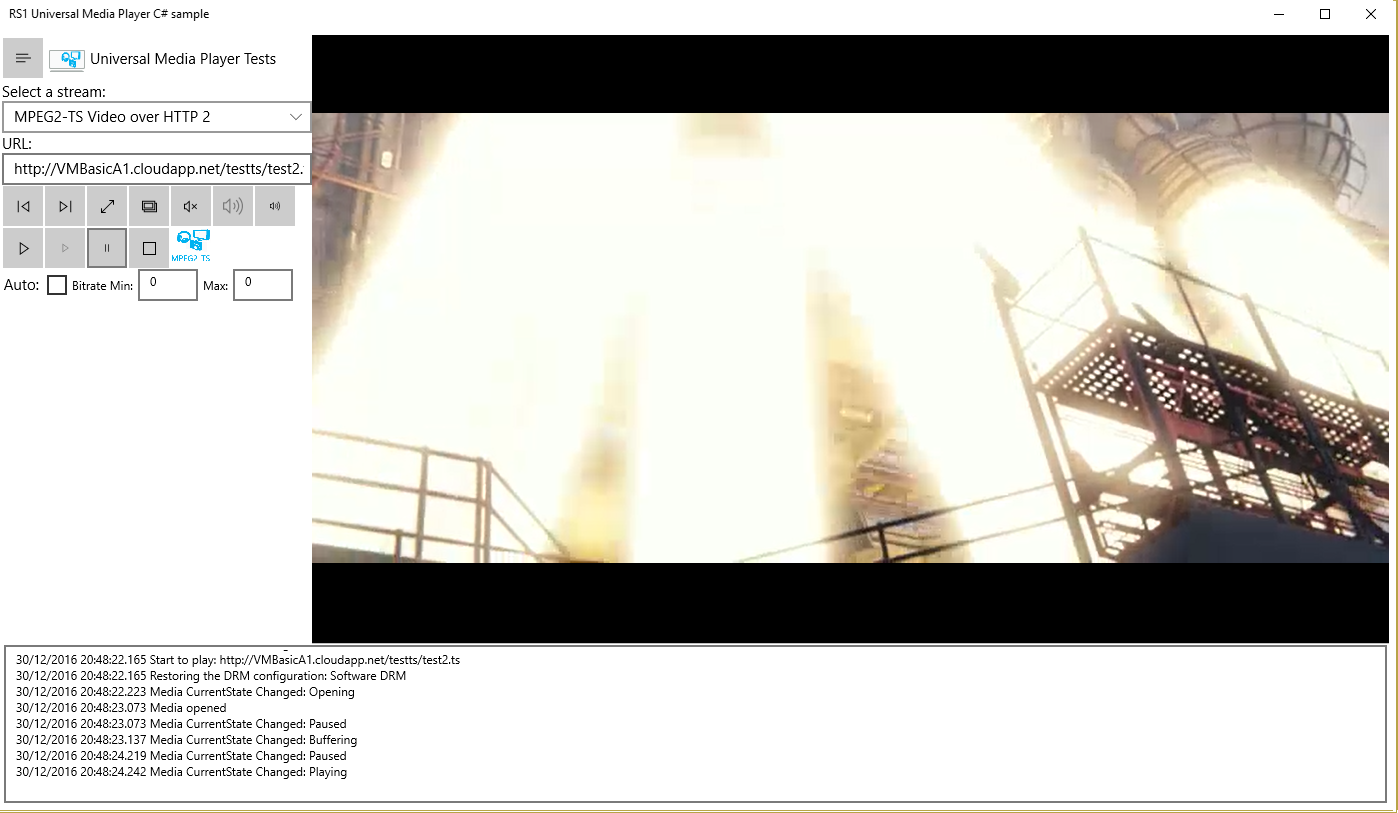 RS1 Universal Media Player C# sample
Universal Media Player Tests
Select a stream:
MPEG2-TS Video over HTTP 2
URL:
http://VMBasicA1.cloudapp.net/testts/test2.
MPEG2-TS
Auto: Bitrate Min: 0 Max: 0
30/12/2016 20:48:22.165 Start to play: http://VMBasicA1.cloudapp.net/testts/test2.ts
30/12/2016 20:48:22.165 Restoring the DRM configuration: Software DRM
30/12/2016 20:48:22.223 Media CurrentState Changed: Opening
30/12/2016 20:48:23.073 Media opened
30/12/2016 20:48:23.073 Media CurrentState Changed: Paused
30/12/2016 20:48:23.137 Media CurrentState Changed: Buffering
30/12/2016 20:48:24.219 Media CurrentState Changed: Paused
30/12/2016 20:48:24.242 Media CurrentState Changed: Playing